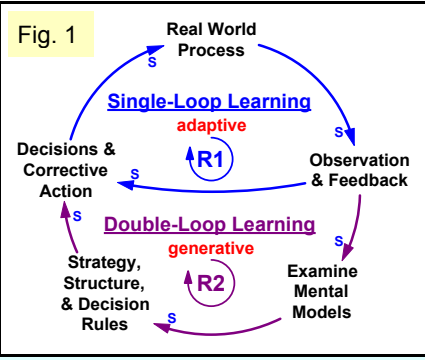 Fig. 1
Real World
Process
S
S
Single-Loop Learning
adaptive
R1
Decisions &
Corrective
Action
S
Observation
& Feedback
S
Double-Loop Learning
generative
R2
S
Strategy,
Structure,
& Decision
Rules
S
Examine
Mental
Models